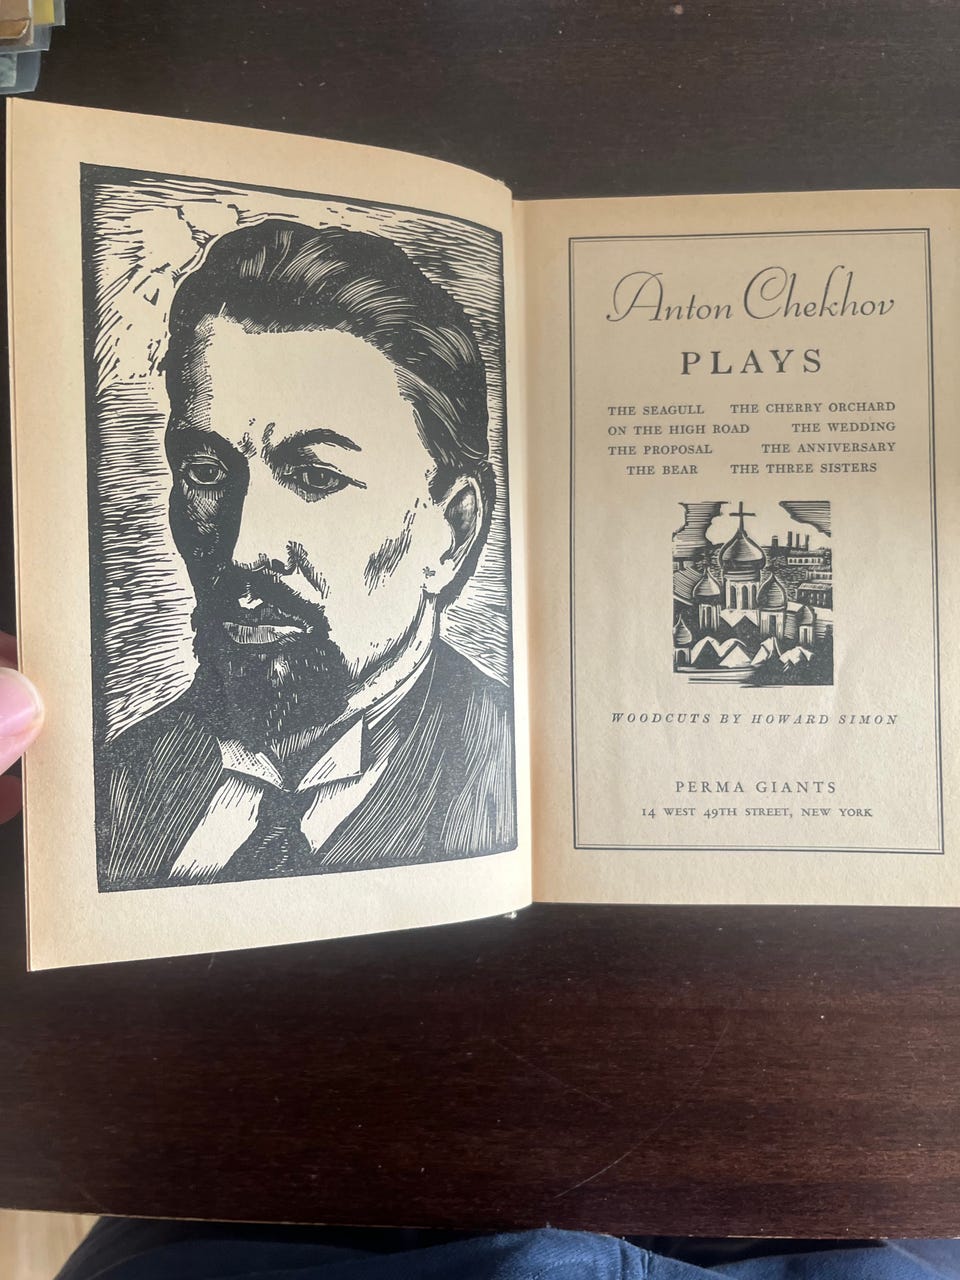 Anton Chekhov
PLAYS
THE SEAGULL THE CHERRY ORCHARD
ON THE HIGH ROAD THE WEDDING
THE PROPOSAL THE ANNIVERSARY
THE BEAR THE THREE SISTERS
WOODCUTS BY HOWARD SIMON
PERMA GIANTS
14 WEST 49TH STREET, NEW YORK